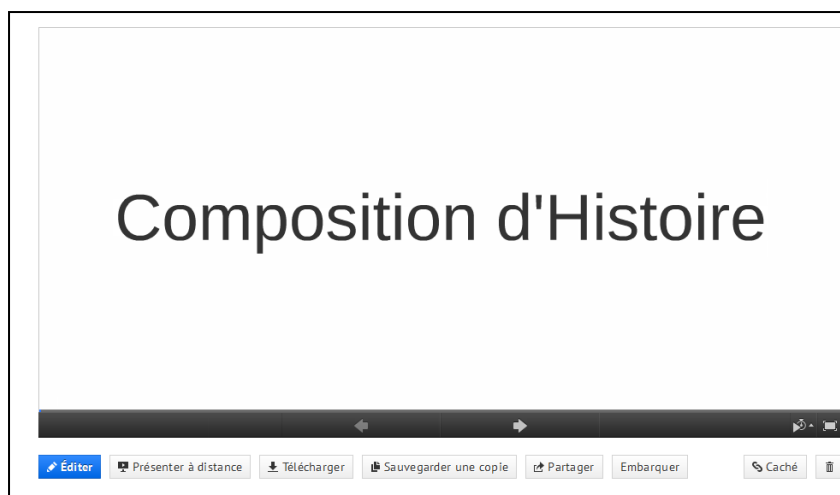 Composition d'Histoire
Éditer Présenter à distance Télécharger Sauvegarder une copie Partager Embarquer Caché